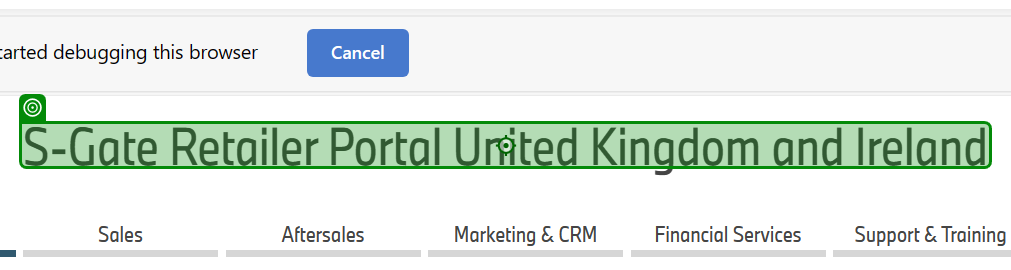 started debugging this browser
Cancel
S-Gate Retailer Portal United Kingdom and Ireland
Sales
Aftersales
Marketing & CRM
Financial Services
Support & Training